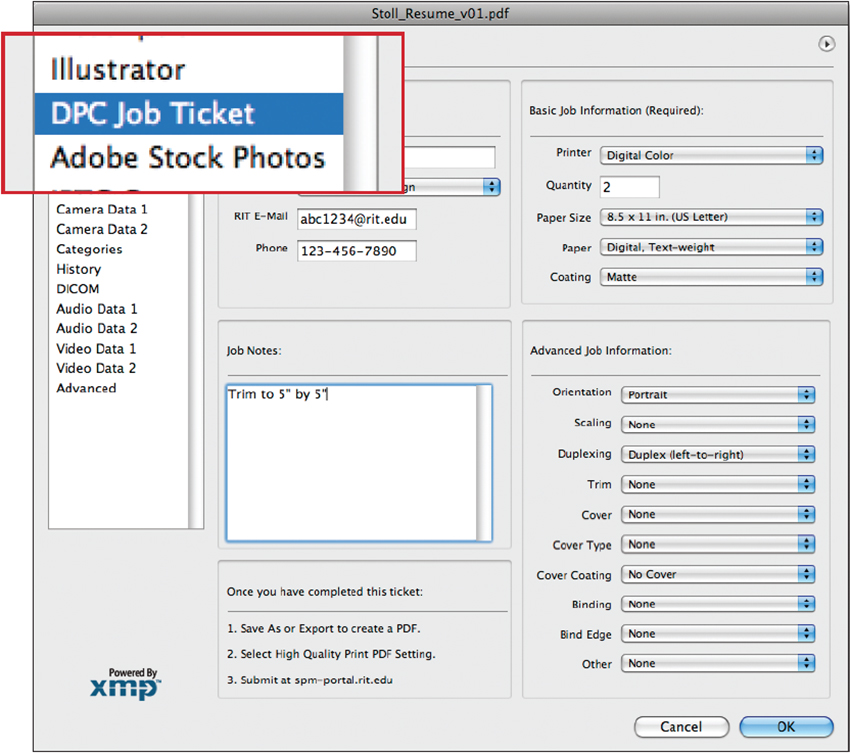 Stoll_Resume_v01.pdf
Illustrator
DPC Job Ticket
Adobe Stock Photos
Camera Data 1
Camera Data 2
Categories
History
DICOM
Audio Data 1
Audio Data 2
Video Data 1
Video Data 2
Advanced
RIT E-Mail abc1234@rit.edu
Phone 123-456-7890
Basic Job Information (Required):
Printer Digital Color
Quantity 2
Paper Size 8.5 x 11 in. (US Letter)
Paper Digital, Text-weight
Coating Matte
Job Notes:
Trim to 5" by 5"
Advanced Job Information:
Orientation Portrait
Scaling None
Duplexing Duplex (left-to-right)
Trim None
Cover None
Cover Type None
Cover Coating No Cover
Binding None
Bind Edge None
Other None
Once you have completed this ticket:
1. Save As or Export to create a PDF.
2. Select High Quality Print PDF Setting.
3. Submit at spm-portal.rit.edu
Powered By
xmp™
Cancel OK